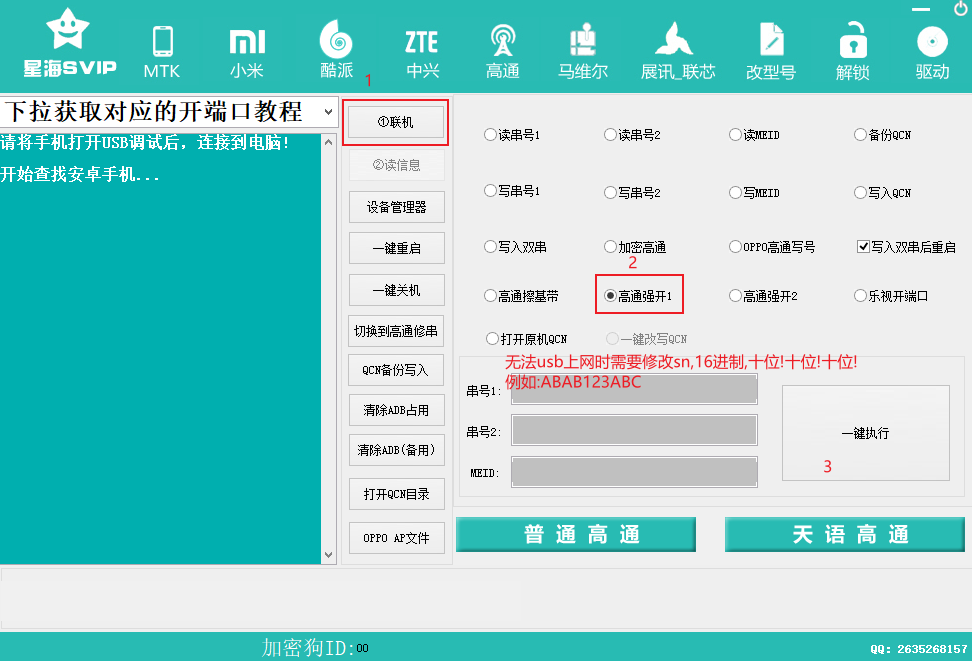 星海SVIP
MTK
小米
酷派
ZTE
中兴
高通
马维尔
展讯_联芯
改型号
解锁
驱动
下拉获取对应的开端口教程
请将手机打开USB调试后，连接到电脑！
开始查找安卓手机...
1
①联机
②读信息
设备管理器
一键重启
一键关机
切换到高通修串
QCN备份写入
清除ADB占用
清除ADB(备用)
打开QCN目录
OPPO AP文件
读串号1
读串号2
读MEID
备份QCN
写串号1
写串号2
写MEID
写入QCN
写入双串
加密高通
OPPO高通写号
写入双串后重启
2
高通擦基带
高通强开1
高通强开2
乐视开端口
打开原机QCN
一键改写QCN
无法usb上网时需要修改sn,16进制,十位!十位!十位!
例如:ABAB123ABC
串号1:
串号2:
MEID:
一键执行
3
普通高通
天语高通
加密狗ID:00
QQ: 2635268157